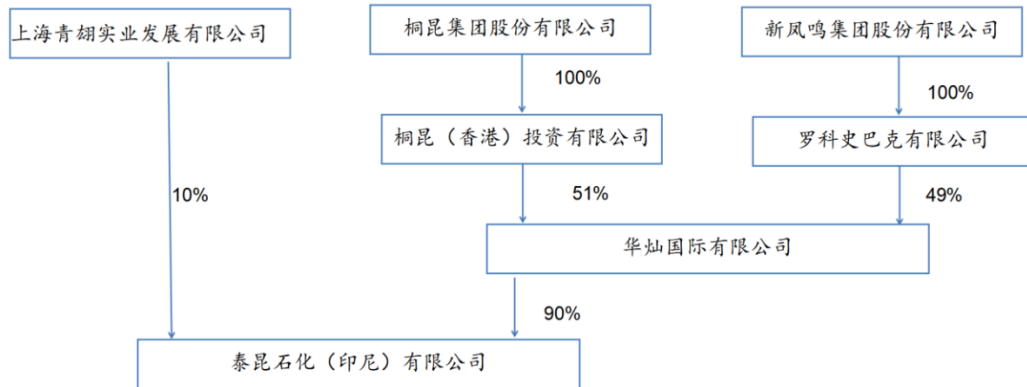 上海青翃实业发展有限公司
桐昆集团股份有限公司
新凤鸣集团股份有限公司
100%
100%
桐昆（香港）投资有限公司
罗科史巴克有限公司
10%
51%
49%
华灿国际有限公司
90%
泰昆石化（印尼）有限公司